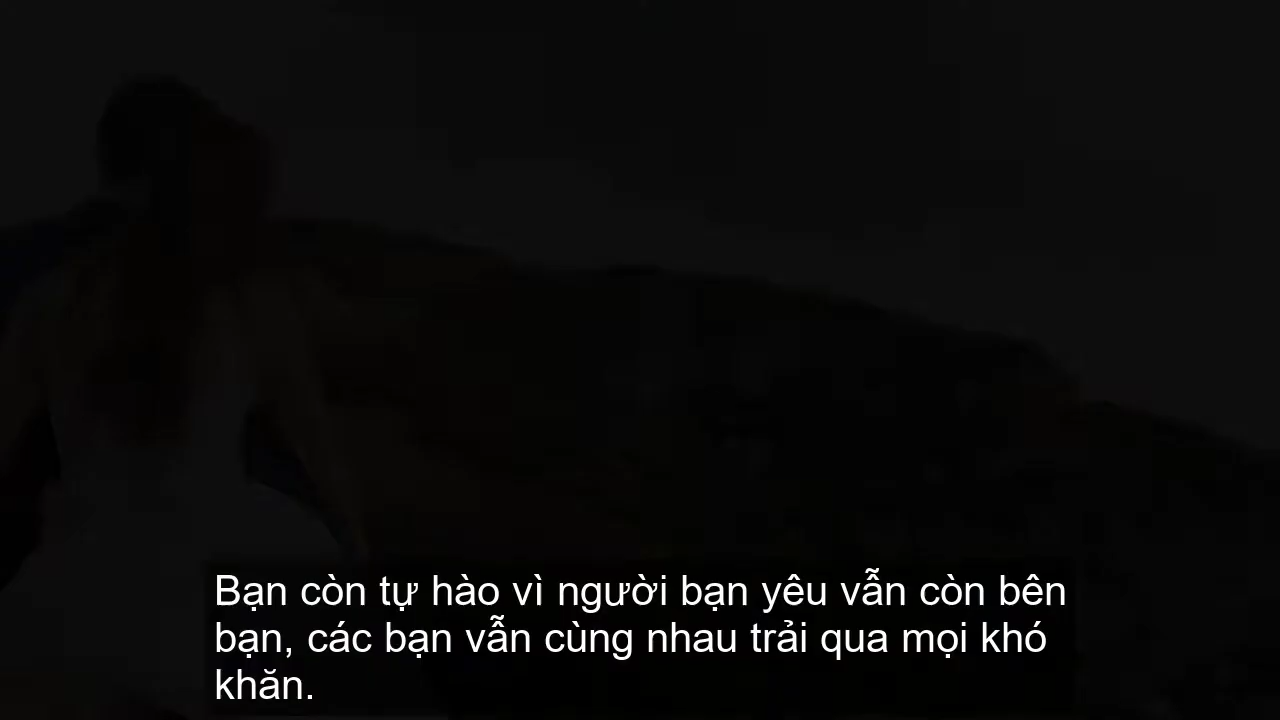 Bạn còn tự hào vì người bạn yêu vẫn còn bên
bạn, các bạn vẫn cùng nhau trải qua mọi khó
khăn.